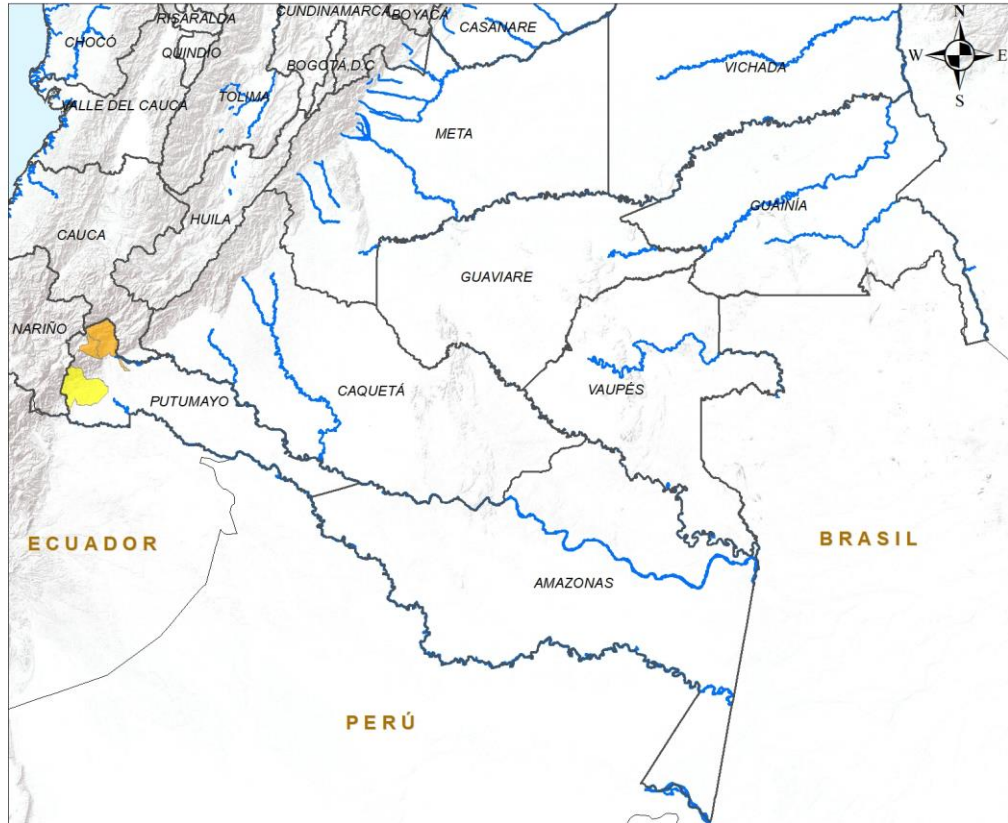 CUNDINAMARCA
BOYACÁ
RISARALDA
CASANARE
N
CHOCÓ
QUINDIO
BOGOTÁ D.C
W
E
VICHADA
S
VALLE DEL CAUCA
TOLIMA
META
GUAINÍA
HUILA
CAUCA
GUAVIARE
NARIÑO
CAQUETÁ
VAUPÉS
PUTUMAYO
ECUADOR
BRASIL
AMAZONAS
PERÚ